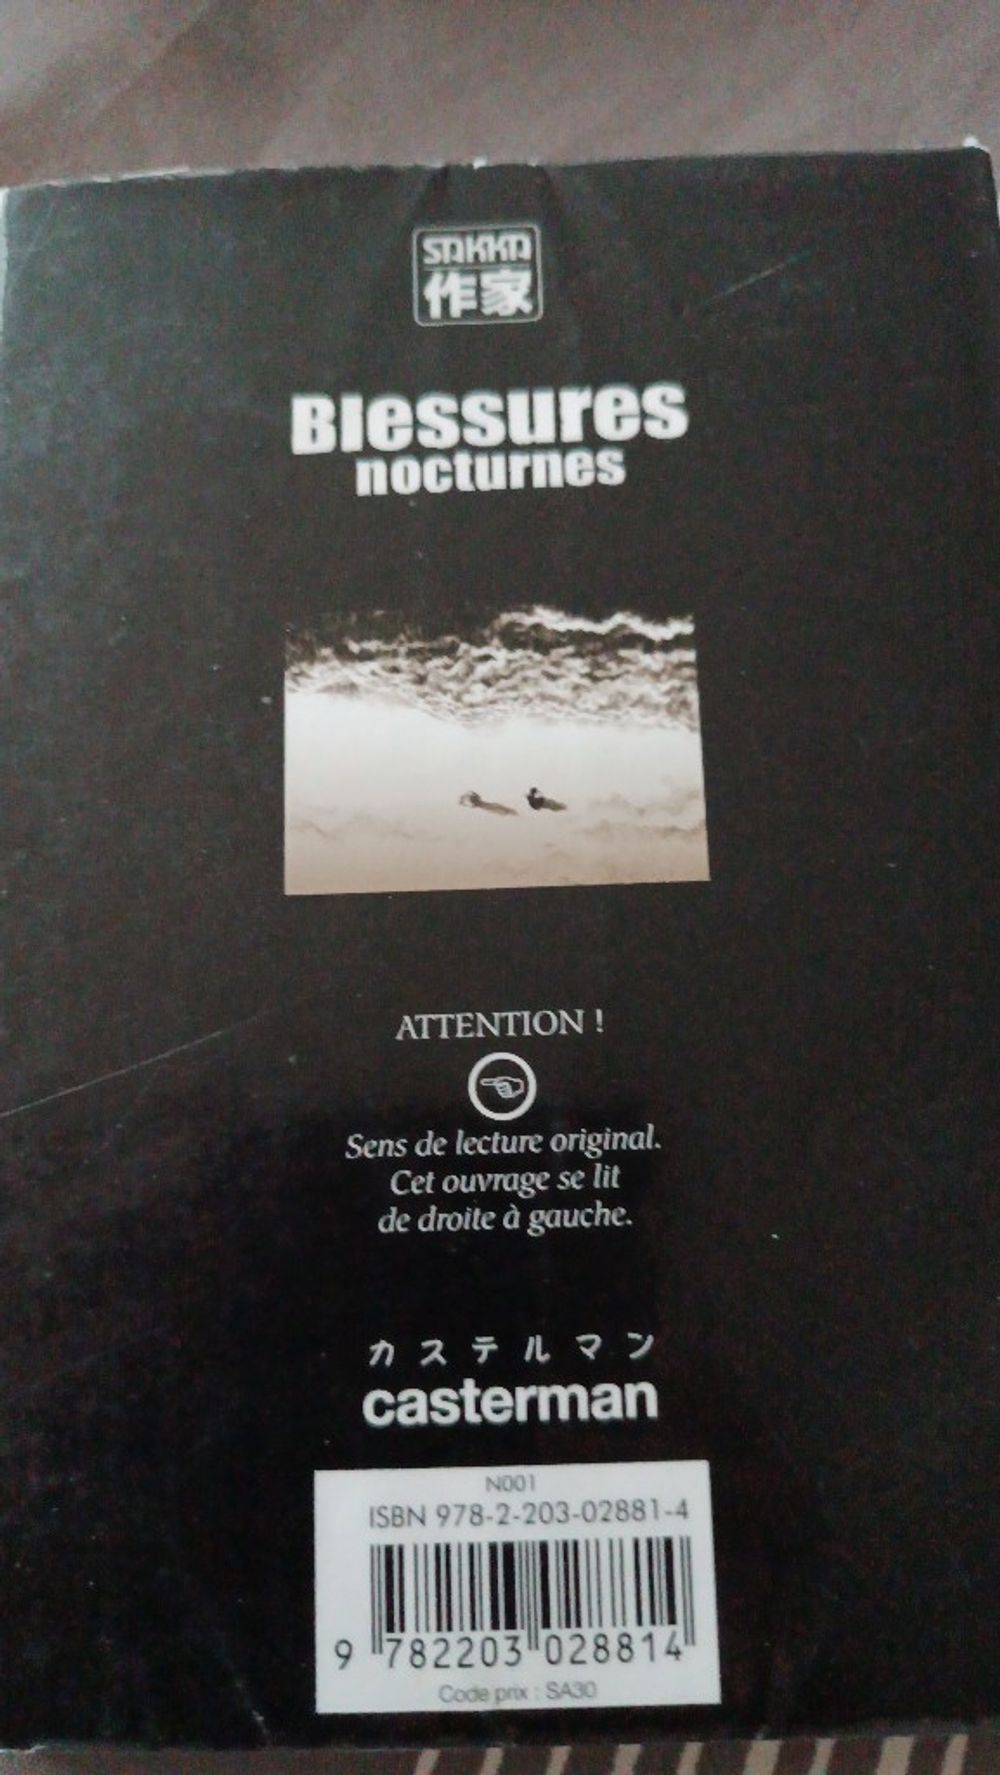 SAKKA
作家
Blessures
nocturnes
ATTENTION !
Sens de lecture original.
Cet ouvrage se lit
de droite à gauche.
カステルマン
casterman
N001
ISBN 978-2-203-02881-4
9 782203 028814
Code prix : SA30